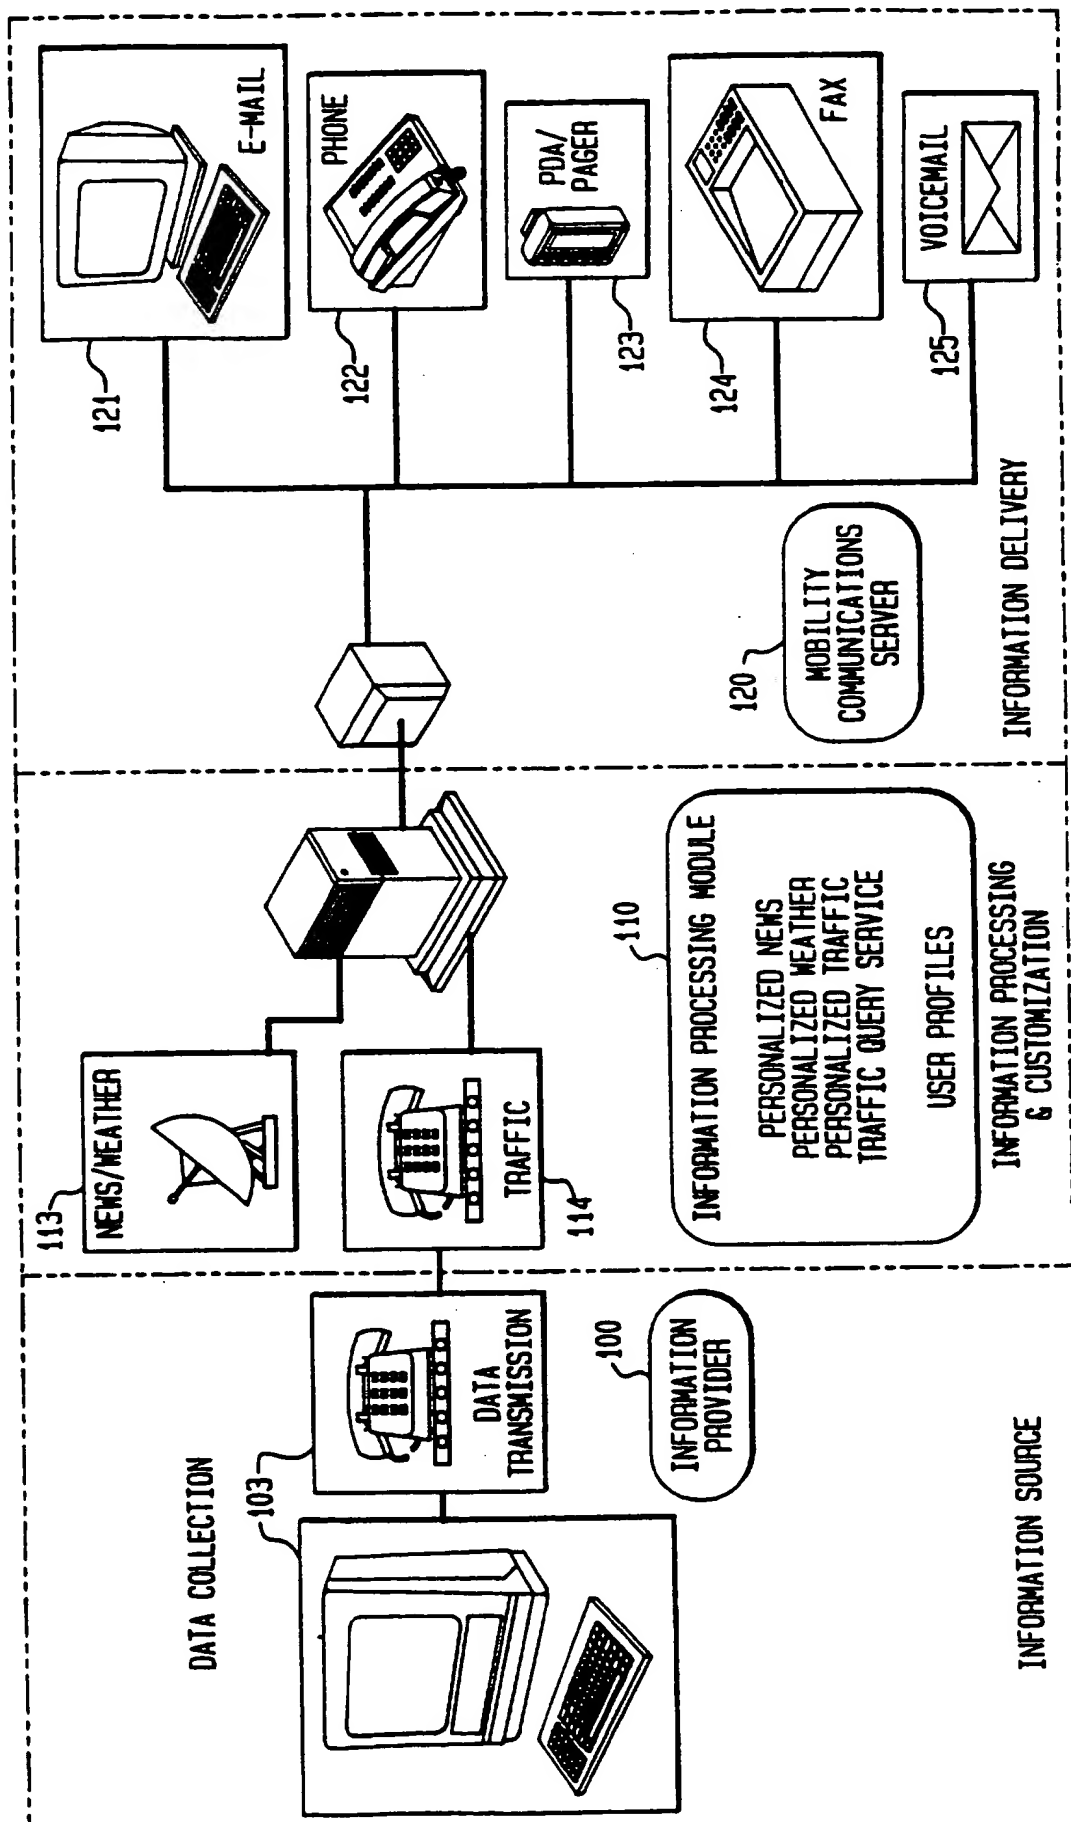 DATA COLLECTION
103
DATA
TRANSMISSION
100
INFORMATION
PROVIDER
INFORMATION SOURCE
113
NEWS/WEATHER
TRAFFIC
114
110
INFORMATION PROCESSING MODULE
PERSONALIZED NEWS
PERSONALIZED WEATHER
PERSONALIZED TRAFFIC
TRAFFIC QUERY SERVICE
USER PROFILES
INFORMATION PROCESSING
& CUSTOMIZATION
120
MOBILITY
COMMUNICATIONS
SERVER
INFORMATION DELIVERY
121
E-MAIL
122
PHONE
123
PDA/
PAGER
124
FAX
125
VOICEMAIL